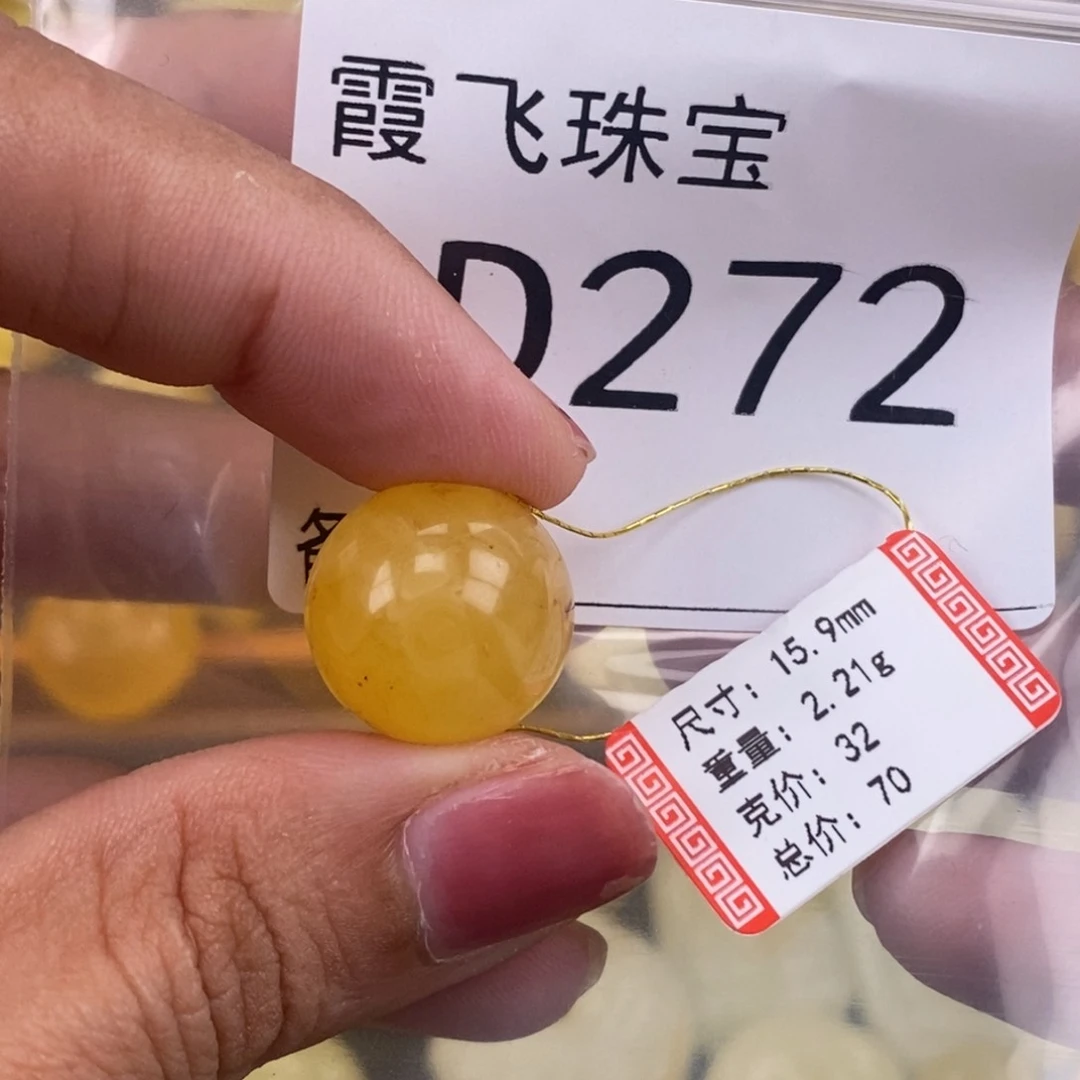 霞飞珠宝
D272
尺寸: 15.9mm
重量: 2.21g
克价: 32
总价: 70